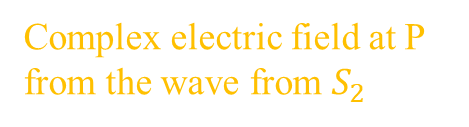 Complex electric field at P
from the wave from S₂